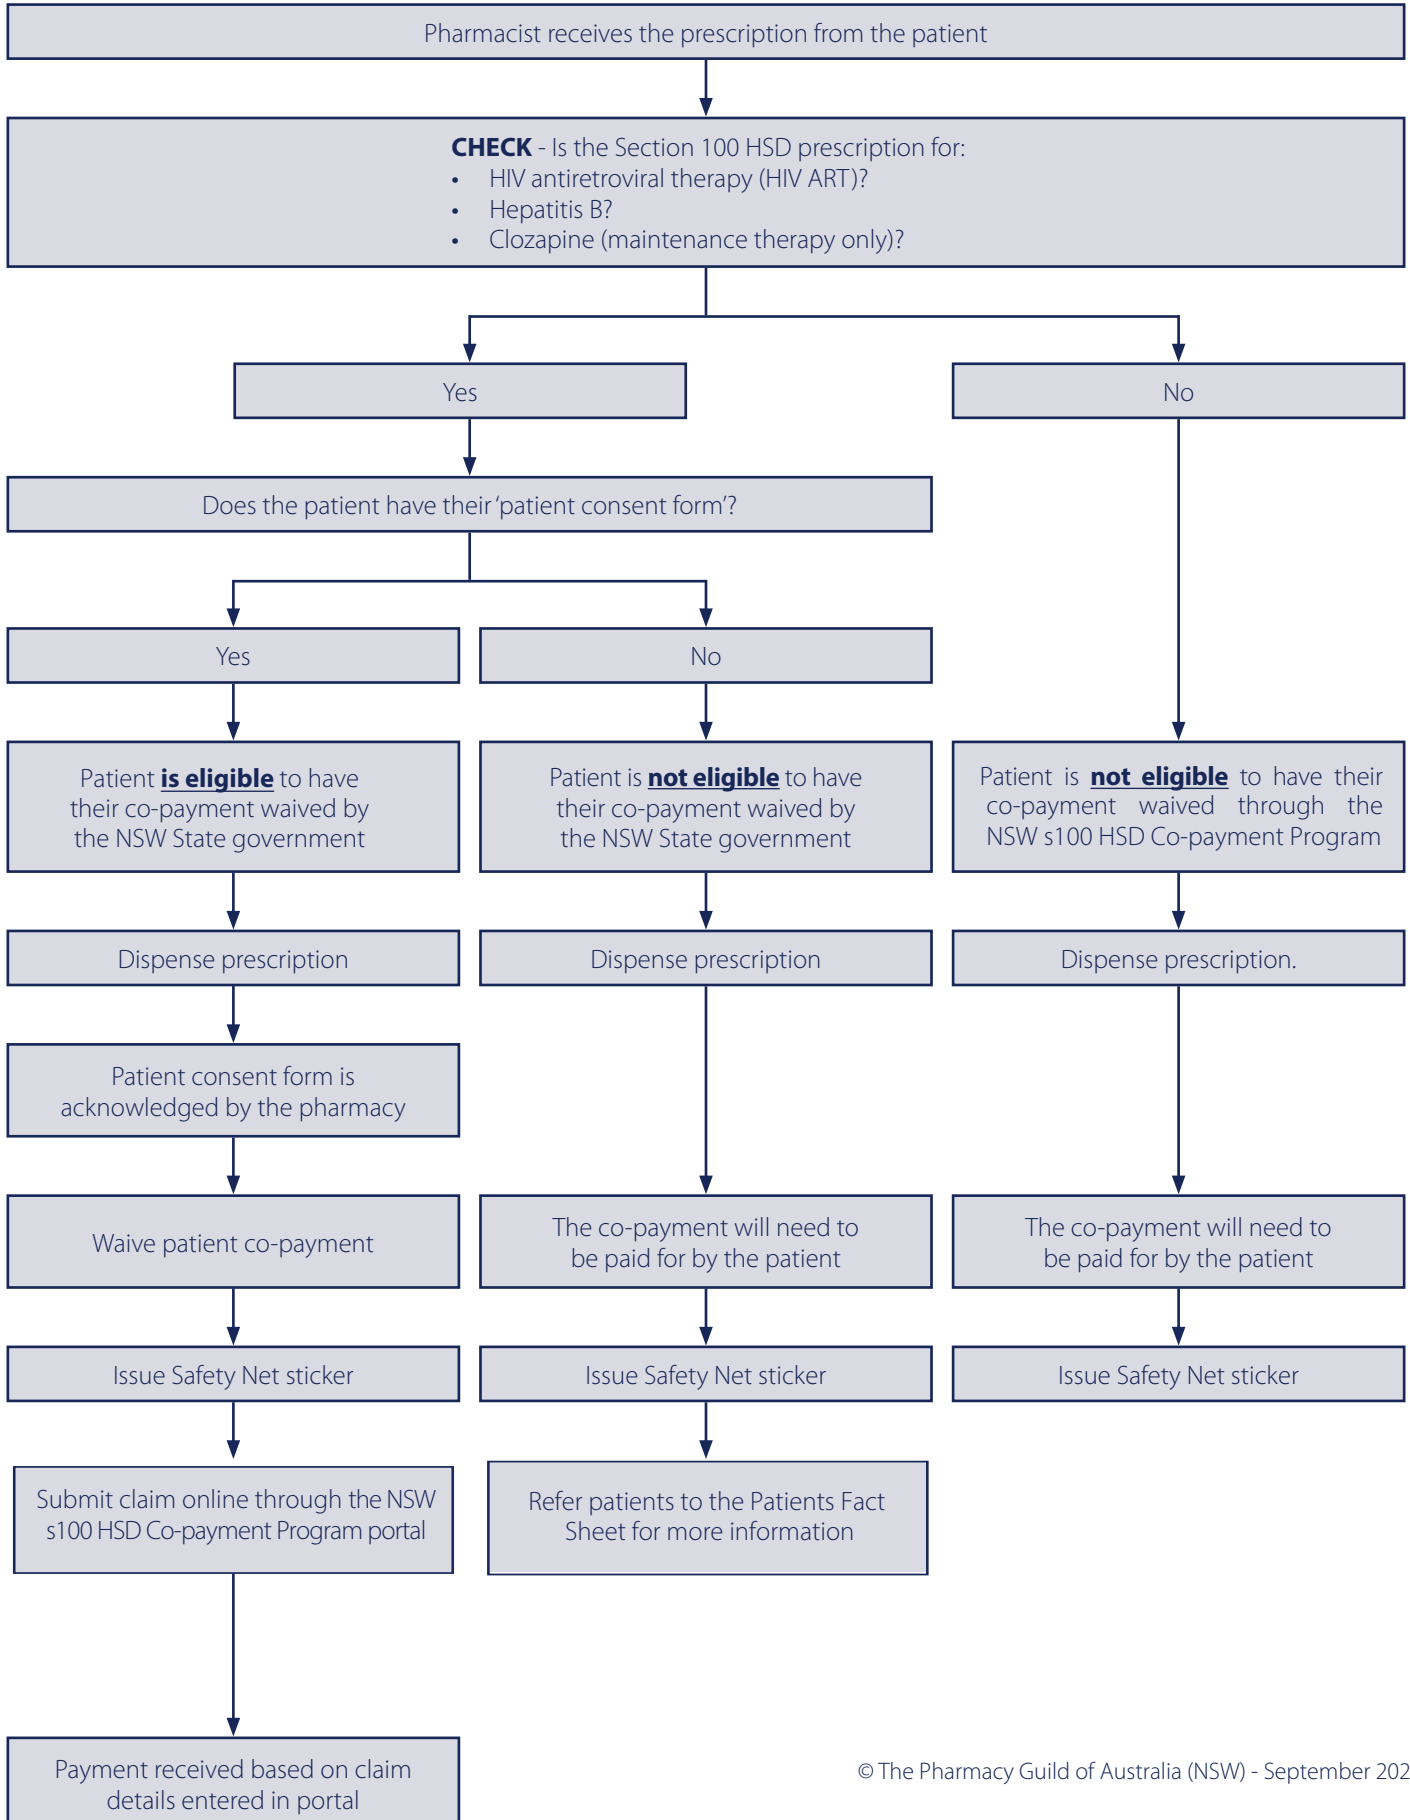 Pharmacist receives the prescription from the patient
CHECK - Is the Section 100 HSD prescription for:
• HIV antiretroviral therapy (HIV ART)?
• Hepatitis B?
• Clozapine (maintenance therapy only)?
Yes
No
Does the patient have their ‘patient consent form’?
Yes
No
Patient is eligible to have
their co-payment waived by
the NSW State government
Patient is not eligible to have
their co-payment waived by
the NSW State government
Patient is not eligible to have their
co-payment waived through the
NSW s100 HSD Co-payment Program
Dispense prescription
Dispense prescription
Dispense prescription.
Patient consent form is
acknowledged by the pharmacy
Waive patient co-payment
The co-payment will need to
be paid for by the patient
The co-payment will need to
be paid for by the patient
Issue Safety Net sticker
Issue Safety Net sticker
Issue Safety Net sticker
Submit claim online through the NSW
s100 HSD Co-payment Program portal
Refer patients to the Patients Fact
Sheet for more information
Payment received based on claim
details entered in portal
© The Pharmacy Guild of Australia (NSW) - September 202